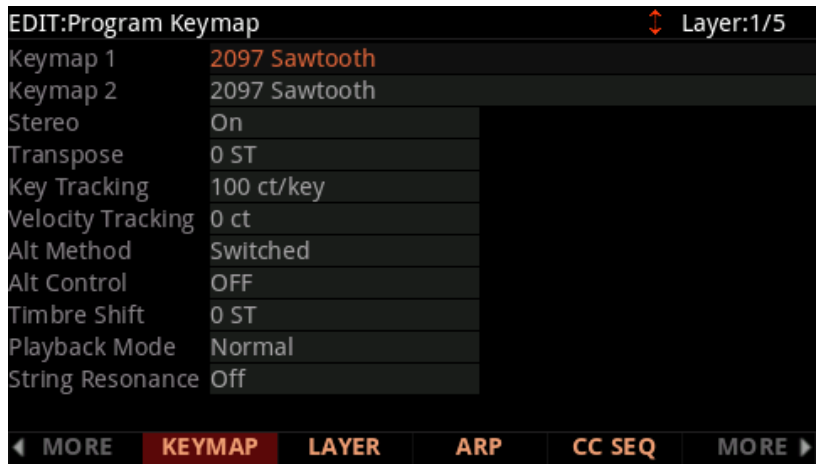 EDIT:Program Keymap Layer:1/5
Keymap 1 2097 Sawtooth
Keymap 2 2097 Sawtooth
Stereo On
Transpose 0 ST
Key Tracking 100 ct/key
Velocity Tracking 0 ct
Alt Method Switched
Alt Control OFF
Timbre Shift 0 ST
Playback Mode Normal
String Resonance Off
MORE KEYMAP LAYER ARP CC SEQ MORE